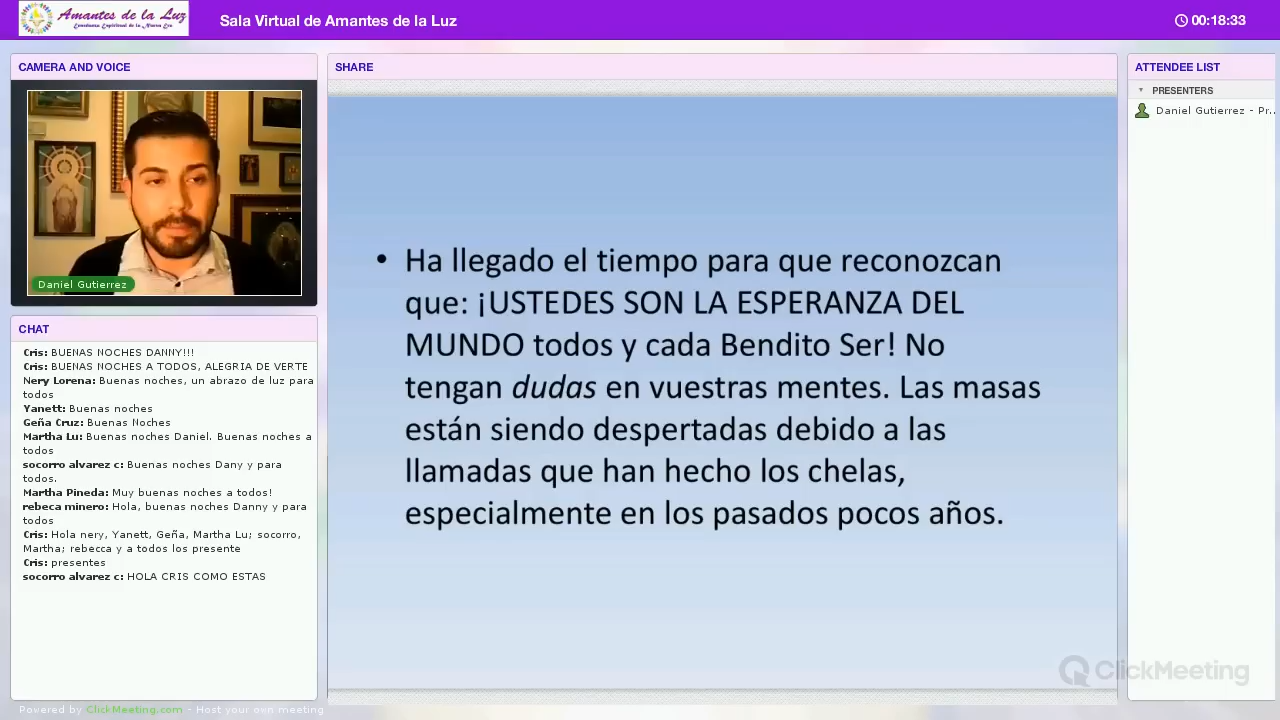 Amantes de la Luz
Enseñanza Espiritual de la Nueva Era
Sala Virtual de Amantes de la Luz
00:18:33
CAMERA AND VOICE
Daniel Gutierrez
CHAT
Cris: BUENAS NOCHES DANNY!!!
Cris: BUENAS NOCHES A TODOS, ALEGRIA DE VERTE
Nery Lorena: Buenas noches, un abrazo de luz para
todos
Yanett: Buenas noches
Geña Cruz: Buenas Noches
Martha Lu: Buenas noches Daniel. Buenas noches a
todos
socorro alvarez c: Buenas noches Dany y para
todos.
Martha Pineda: Muy buenas noches a todos!
rebeca minero: Hola, buenas noches Danny y para
todos
Cris: Hola nery, Yanett, Geña, Martha Lu; socorro,
Martha; rebecca y a todos los presente
Cris: presentes
socorro alvarez c: HOLA CRIS COMO ESTAS
Powered by ClickMeeting.com - Host your own meeting
SHARE
• Ha llegado el tiempo para que reconozcan
que: ¡USTEDES SON LA ESPERANZA DEL
MUNDO todos y cada Bendito Ser! No
tengan dudas en vuestras mentes. Las masas
están siendo despertadas debido a las
llamadas que han hecho los chelas,
especialmente en los pasados pocos años.
ClickMeeting
ATTENDEE LIST
PRESENTERS
Daniel Gutierrez - Pr...